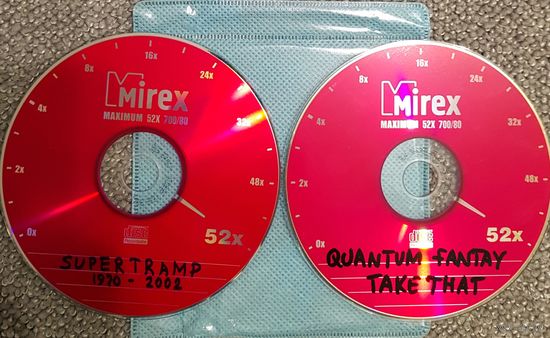 Mirex
MAXIMUM 52X 700/80
0x
2x
4x
8x
16x
24x
32x
48x
52x
SUPERTRAMP
1970 - 2002
Mirex
MAXIMUM 52X 700/80
0x
2x
4x
8x
16x
24x
32x
48x
52x
QUANTUM FANTAY
TAKE THAT